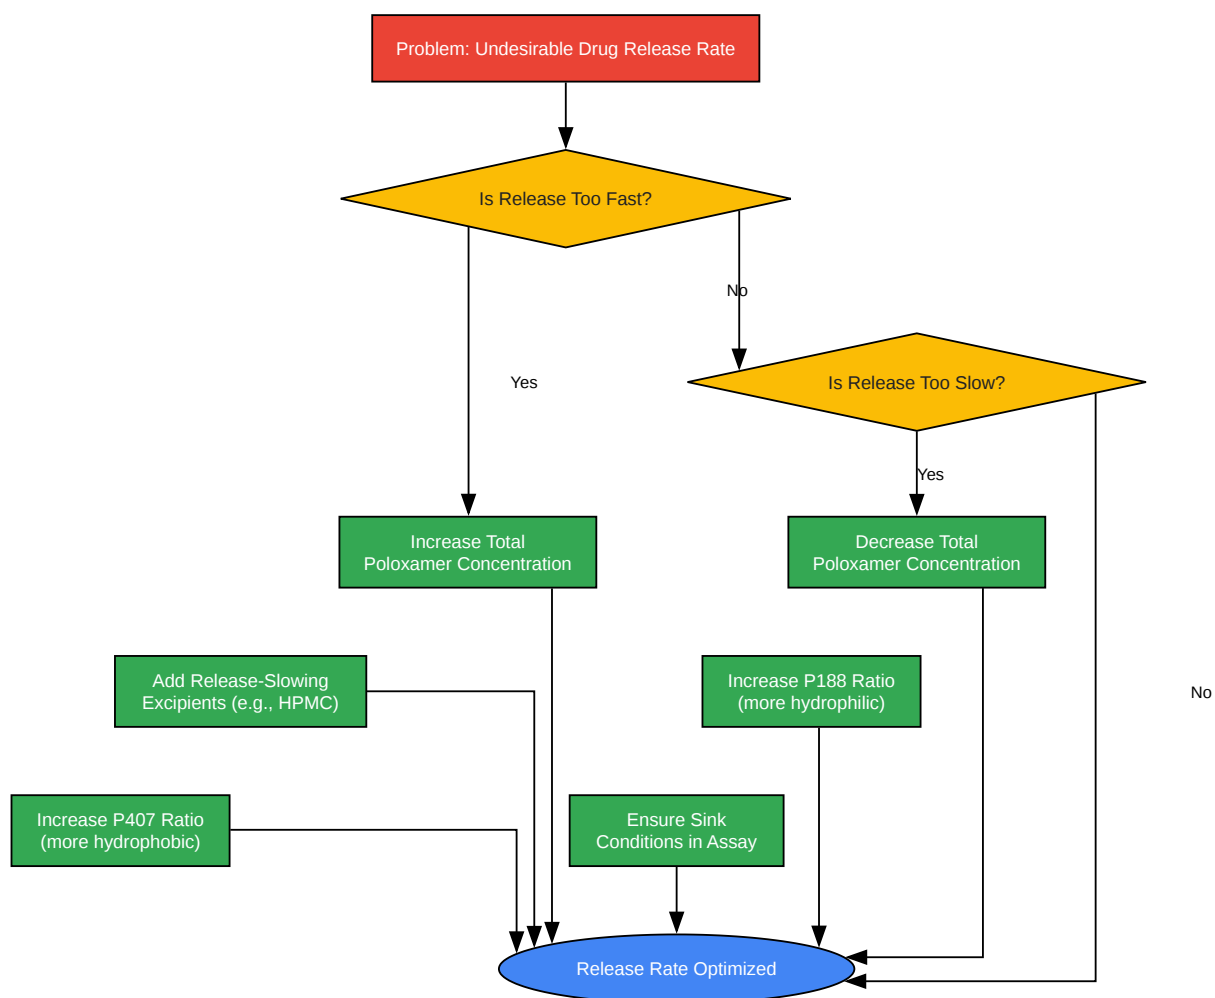 Problem: Undesirable Drug Release Rate
Is Release Too Fast?
No
Yes
Is Release Too Slow?
Yes
Increase Total
Poloxamer Concentration
Decrease Total
Poloxamer Concentration
Add Release-Slowing
Excipients (e.g., HPMC)
Increase P188 Ratio
(more hydrophilic)
No
Increase P407 Ratio
(more hydrophobic)
Ensure Sink
Conditions in Assay
Release Rate Optimized